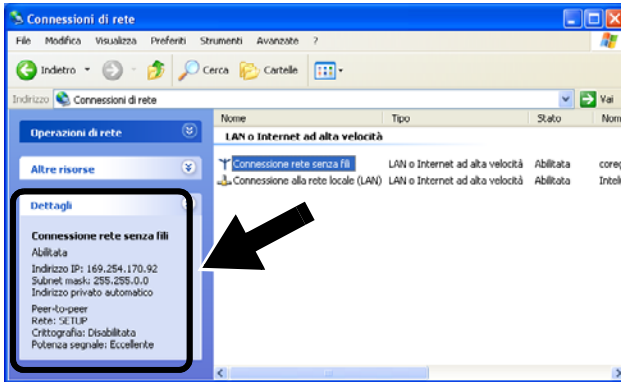 Connessioni di rete
File Modifica Visualizza Preferiti Strumenti Avanzate ?
Indietro Cerca Cartelle
Indirizzo Connessioni di rete Vai
Nome Tipo Stato Nom
Operazioni di rete
LAN o Internet ad alta velocità
Altre risorse
Connessione rete senza fili LAN o Internet ad alta velocità Abilitata coreg
Connessione alla rete locale (LAN) LAN o Internet ad alta velocità Abilitata Intel
Dettagli
Connessione rete senza fili
Abilitata
Indirizzo IP: 169.254.170.92
Subnet mask: 255.255.0.0
Indirizzo privato automatico
Peer-to-peer
Rete: SETUP
Crittografia: Disabilitata
Potenza segnale: Eccellente